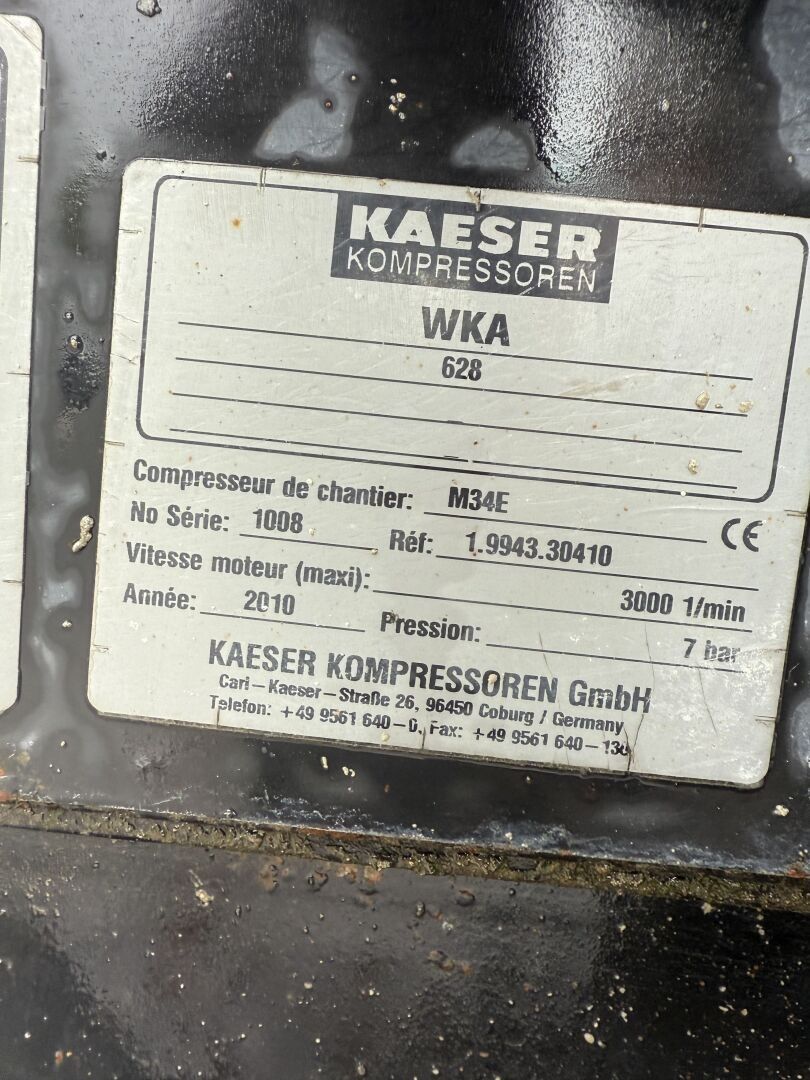 KAESER
KOMPRESSOREN
WKA
628
Compresseur de chantier: M34E
No Série: 1008 Réf: 1.9943.30410
CE
Vitesse moteur (maxi): 3000 1/min
Année: 2010 Pression: 7 bar
KAESER KOMPRESSOREN GmbH
Carl-Kaeser-Straße 26, 96450 Coburg / Germany
Telefon: +49 9561 640-0, Fax: +49 9561 640-130